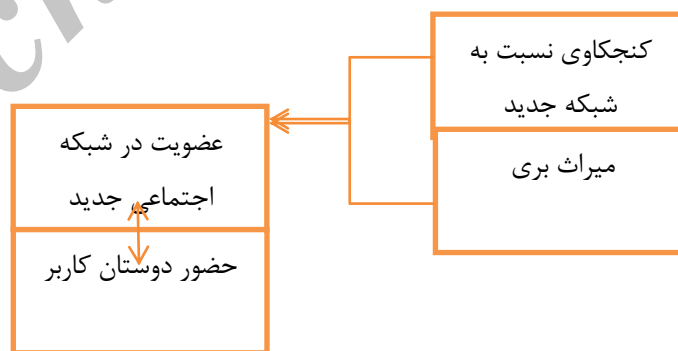 کنجکاوی نسبت به
شبکه جدید
میراث بری
عضویت در شبکه
اجتماعی جدید
حضور دوستان کاربر